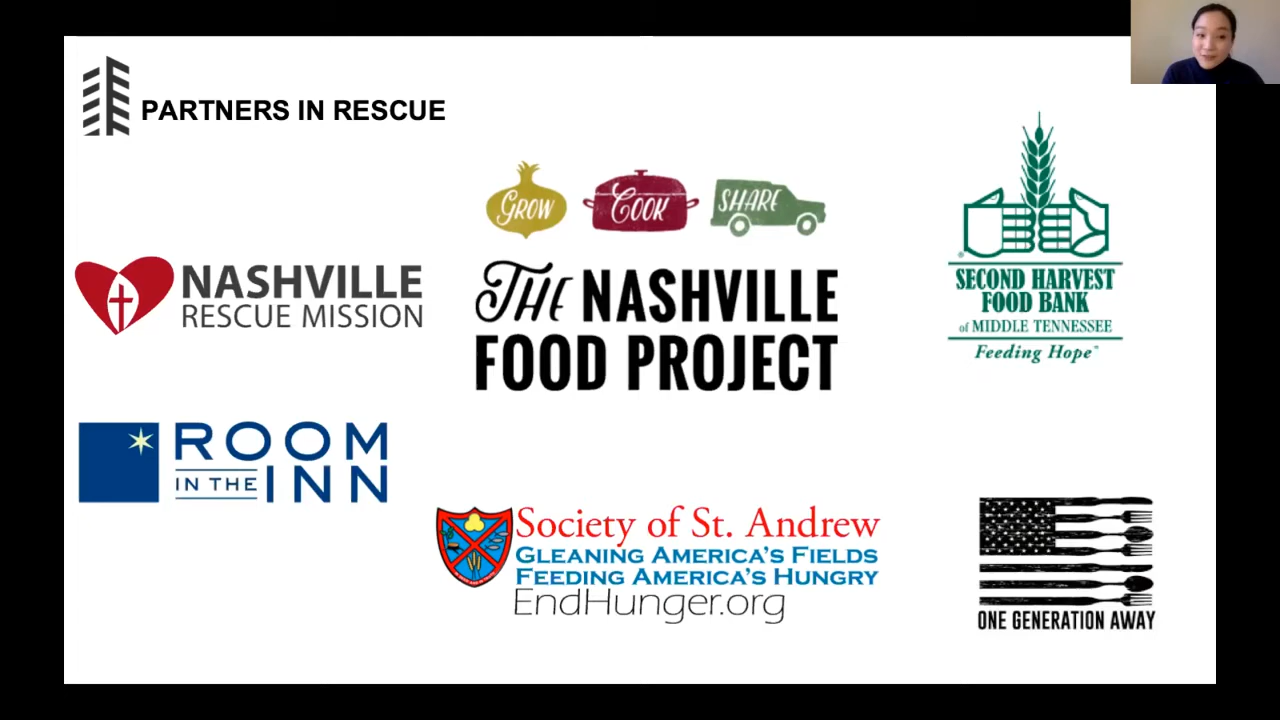 PARTNERS IN RESCUE
NASHVILLE
RESCUE MISSION
GROW
COOK
SHARE
THE NASHVILLE
FOOD PROJECT
SECOND HARVEST
FOOD BANK
of MIDDLE TENNESSEE
Feeding Hope™
ROOM
IN THE INN
Society of St. Andrew
GLEANING AMERICA'S FIELDS
FEEDING AMERICA'S HUNGRY
EndHunger.org
ONE GENERATION AWAY